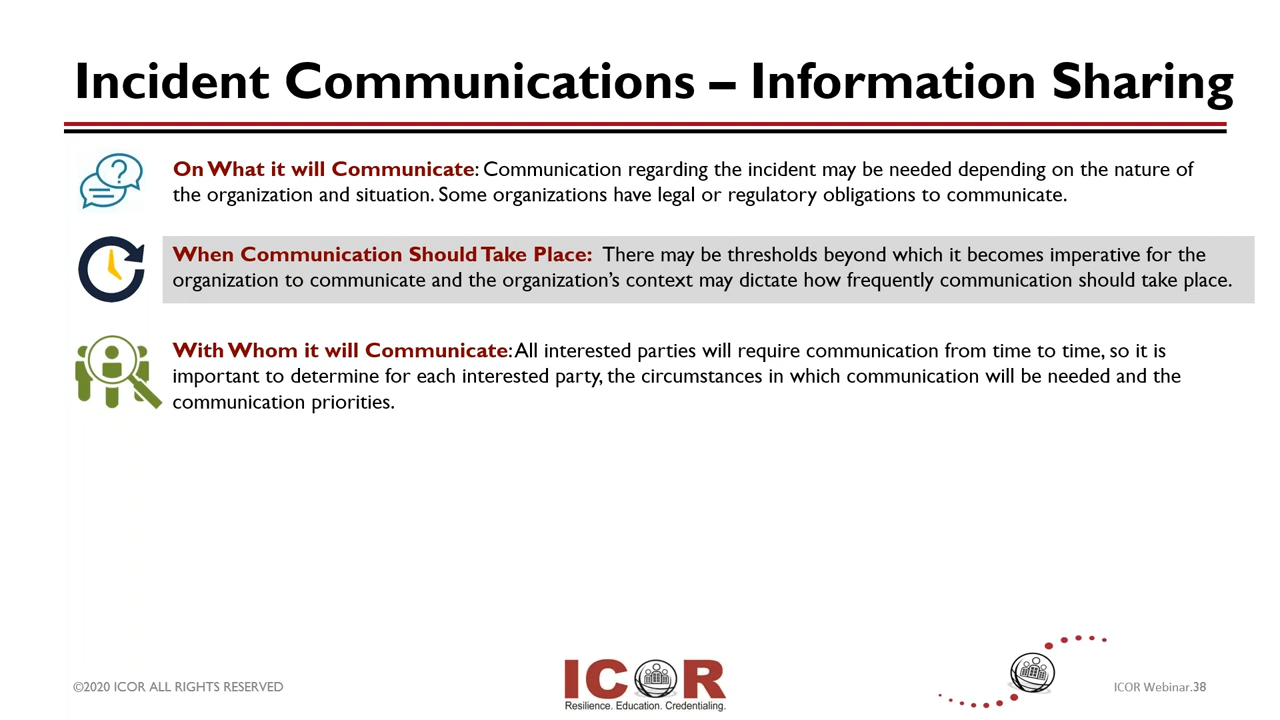 Incident Communications – Information Sharing
On What it will Communicate: Communication regarding the incident may be needed depending on the nature of
the organization and situation. Some organizations have legal or regulatory obligations to communicate.
When Communication Should Take Place: There may be thresholds beyond which it becomes imperative for the
organization to communicate and the organization’s context may dictate how frequently communication should take place.
With Whom it will Communicate: All interested parties will require communication from time to time, so it is
important to determine for each interested party, the circumstances in which communication will be needed and the
communication priorities.
©2020 ICOR ALL RIGHTS RESERVED
ICOR
Resilience. Education. Credentialing.
ICOR Webinar.38